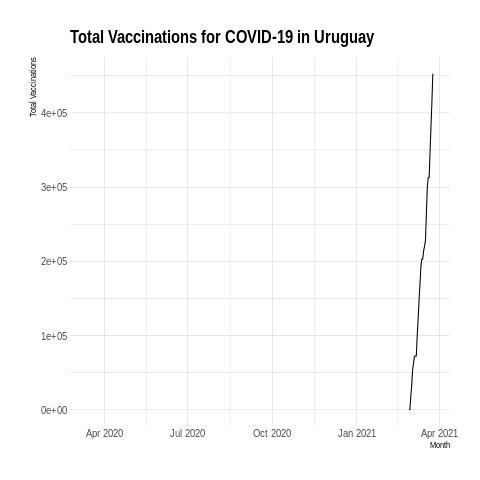 Total Vaccinations for COVID-19 in Uruguay
Total Vaccinations
4e+05
3e+05
2e+05
1e+05
0e+00
Apr 2020 Jul 2020 Oct 2020 Jan 2021 Apr 2021
Month